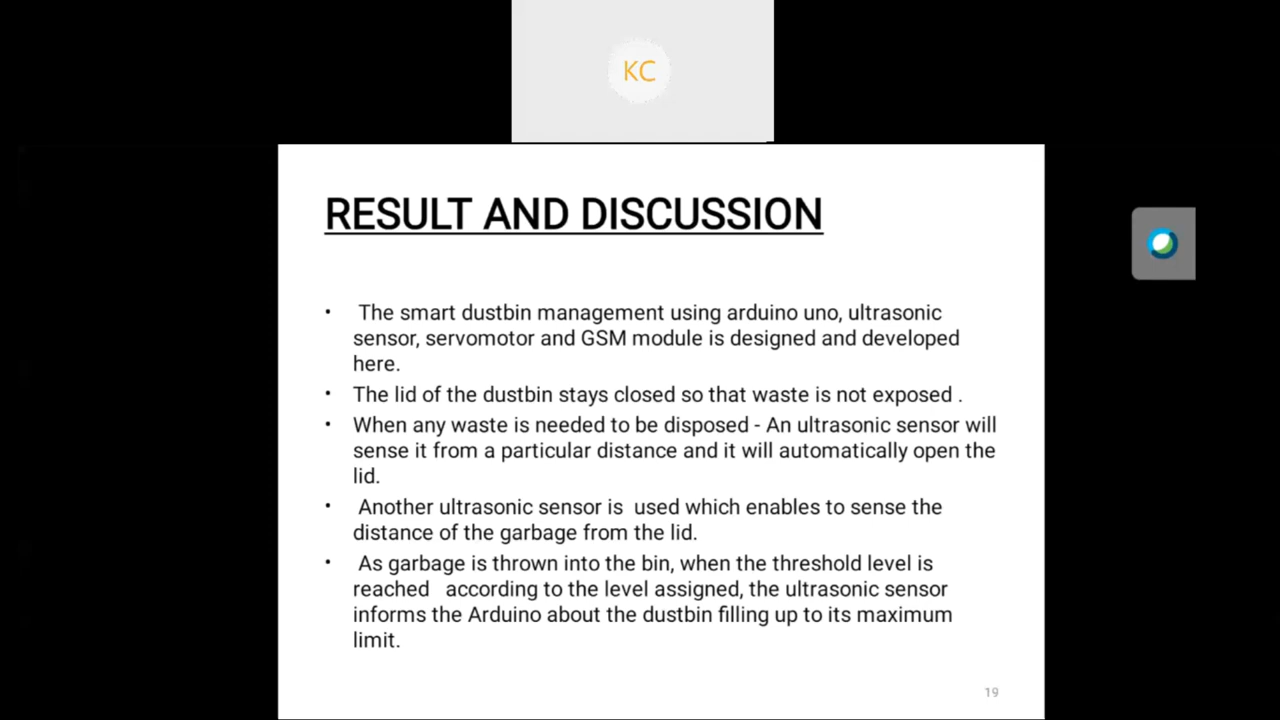 KC
RESULT AND DISCUSSION
• The smart dustbin management using arduino uno, ultrasonic
sensor, servomotor and GSM module is designed and developed
here.
• The lid of the dustbin stays closed so that waste is not exposed .
• When any waste is needed to be disposed - An ultrasonic sensor will
sense it from a particular distance and it will automatically open the
lid.
• Another ultrasonic sensor is  used which enables to sense the
distance of the garbage from the lid.
• As garbage is thrown into the bin, when the threshold level is
reached   according to the level assigned, the ultrasonic sensor
informs the Arduino about the dustbin filling up to its maximum
limit.
19